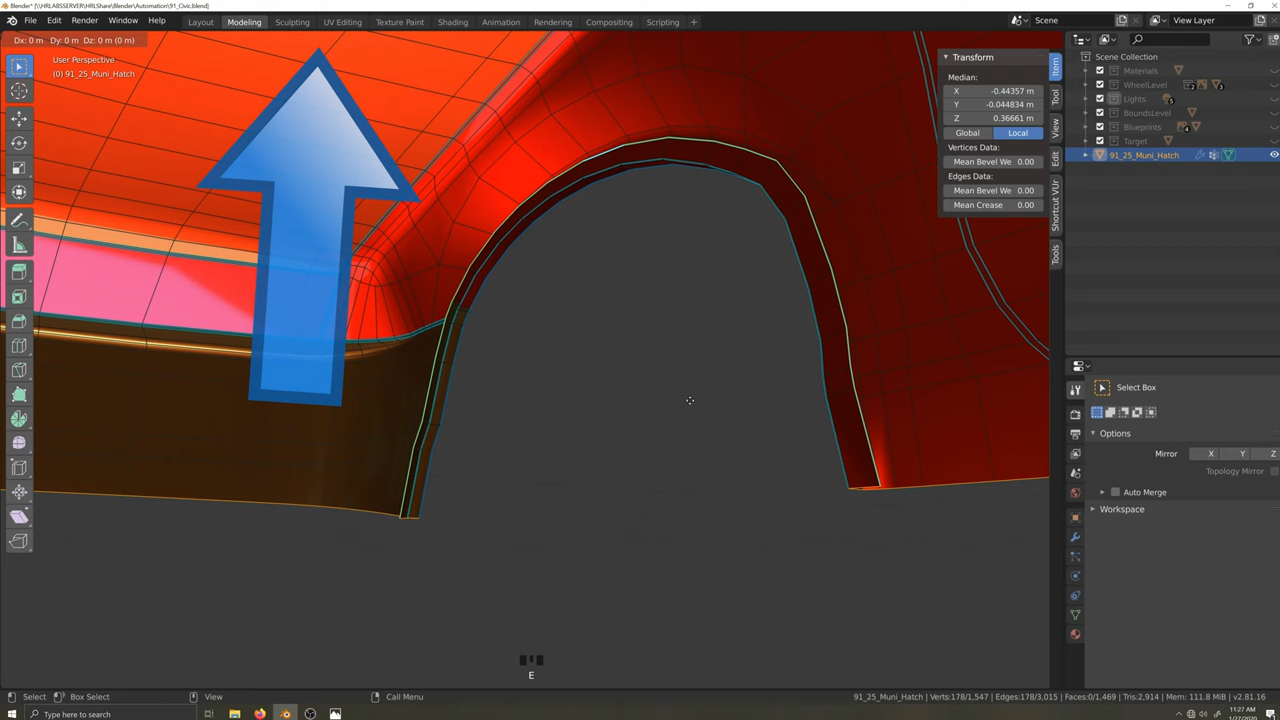 Blender* [\\HRLABSSERVER\HRLShare\Blender\Automation\91_Civic.blend]
File Edit Render Window Help
Layout Modeling Sculpting UV Editing Texture Paint Shading Animation Rendering Compositing Scripting +
Scene
View Layer
Dx: 0 m Dy: 0 m Dz: 0 m (0 m)
User Perspective
(0) 91_25_Muni_Hatch
Transform
Median:
X -0.44357 m
Y -0.044834 m
Z 0.36661 m
Global Local
Vertices Data:
Mean Bevel We 0.00
Edges Data:
Mean Bevel We 0.00
Mean Crease 0.00
Item
Tool
View
Edit
Shortcut VUr
Tools
Scene Collection
Materials
WheelLevel
Lights
BoundsLevel
Blueprints
Target
91_25_Muni_Hatch
Select Box
Options
Mirror X Y Z
Topology Mirror
Auto Merge
Workspace
E
Select Box Select View Call Menu
91_25_Muni_Hatch | Verts:178/1,547 | Edges:178/3,015 | Faces:0/1,469 | Tris:2,914 | Mem: 111.8 MiB | v2.81.16
Type here to search
11:27 AM
1/27/2020